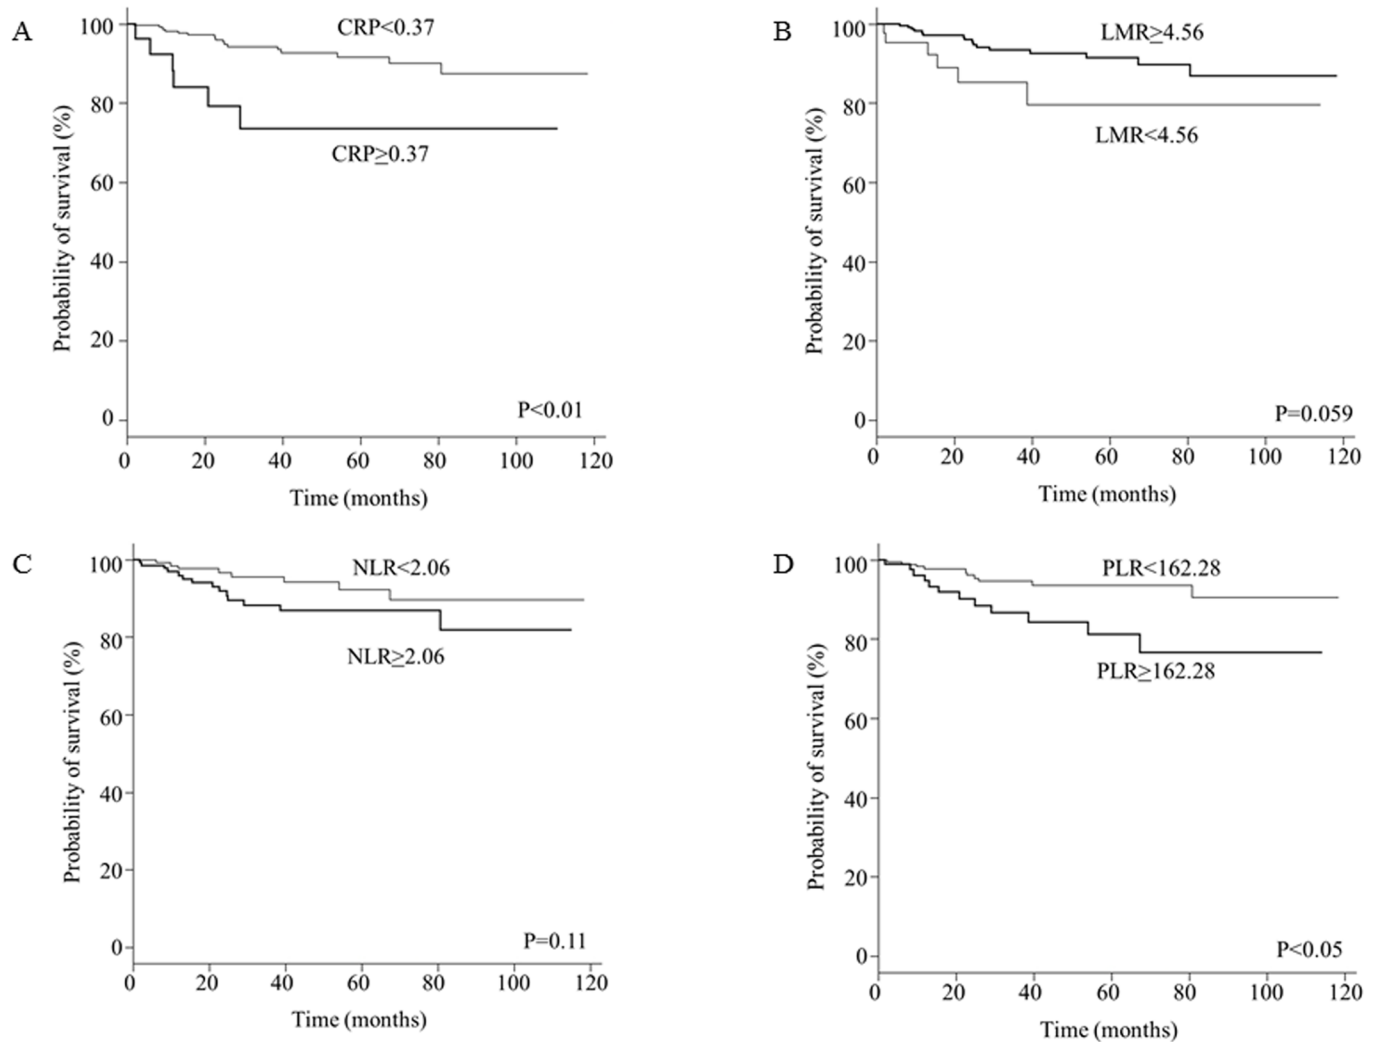 A
Probability of survival (%)
100
80
60
40
20
0
CRP<0.37
CRP≥0.37
P<0.01
0 20 40 60 80 100 120
Time (months)
B
Probability of survival (%)
100
80
60
40
20
0
LMR≥4.56
LMR<4.56
P=0.059
0 20 40 60 80 100 120
Time (months)
C
Probability of survival (%)
100
80
60
40
20
0
NLR<2.06
NLR≥2.06
P=0.11
0 20 40 60 80 100 120
Time (months)
D
Probability of survival (%)
100
80
60
40
20
0
PLR<162.28
PLR≥162.28
P<0.05
0 20 40 60 80 100 120
Time (months)